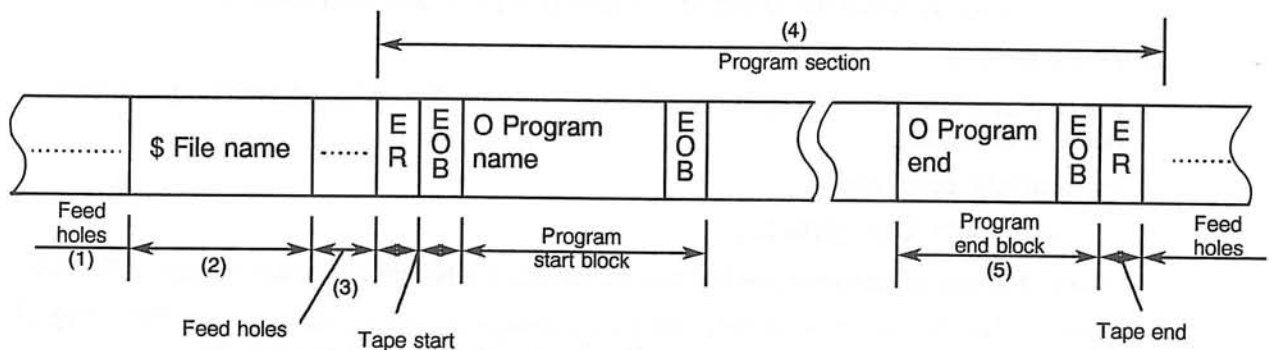 (4)
Program section
$ File name
E R
E O B
O Program name
E O B
O Program end
E O B
E R
Feed holes
(1)
(2)
(3)
Program start block
Program end block
(5)
Feed holes
Feed holes
Tape start
Tape end